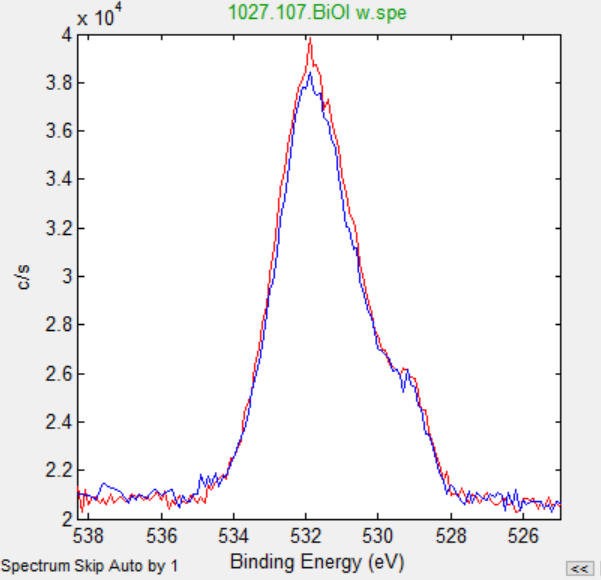 1027.107.BiOI w.spe
x 10⁴
4
3.8
3.6
3.4
3.2
3
2.8
2.6
2.4
2.2
2
c/s
538 536 534 532 530 528 526
Binding Energy (eV)
Spectrum Skip Auto by 1
<<